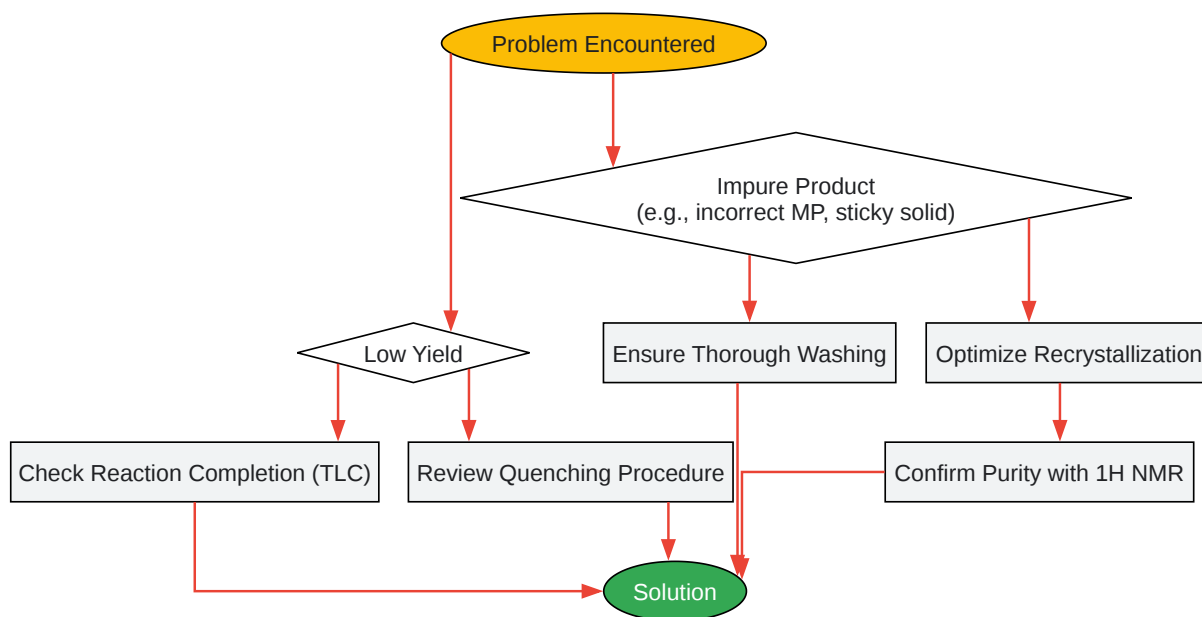 Problem Encountered
Impure Product
(e.g., incorrect MP, sticky solid)
Low Yield
Ensure Thorough Washing
Optimize Recrystallization
Check Reaction Completion (TLC)
Review Quenching Procedure
Confirm Purity with 1H NMR
Solution